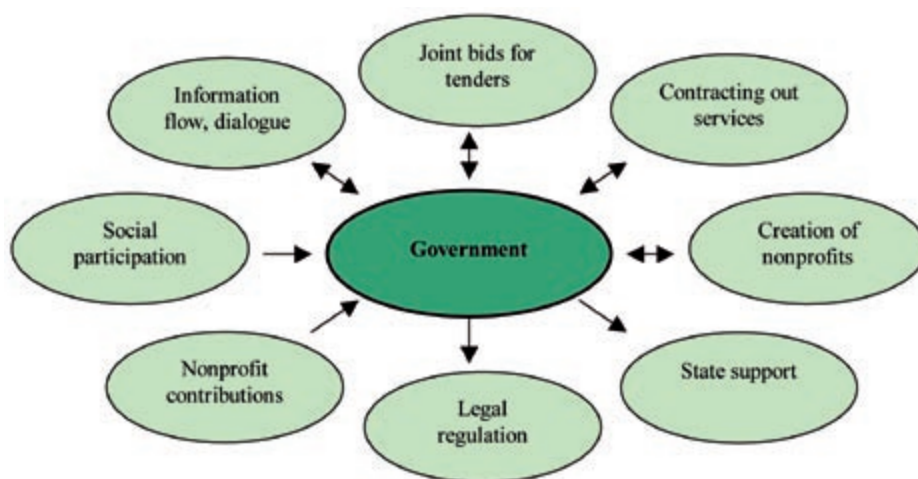 Joint bids for
tenders
Information
flow, dialogue
Contracting out
services
Social
participation
Government
Creation of
nonprofits
Nonprofit
contributions
Legal
regulation
State support